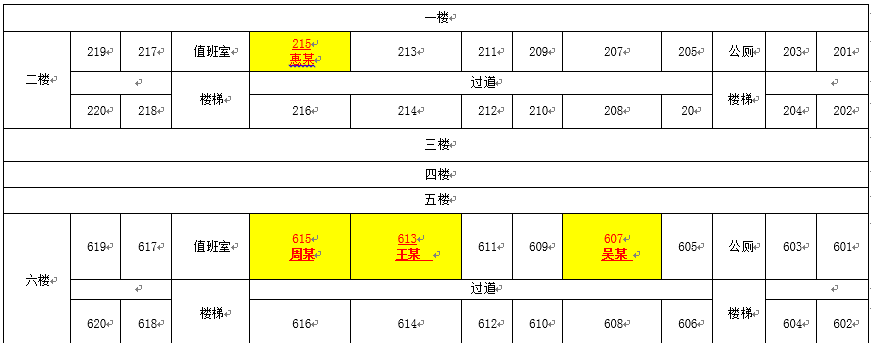 一楼
二楼 219 217 值班室 215 213 211 209 207 205 公厕 203 201
惠某
楼梯 过道 楼梯
220 218 216 214 212 210 208 20 204 202
三楼
四楼
五楼
六楼 619 617 值班室 615 613 611 609 607 605 公厕 603 601
周某 王某 吴某
楼梯 过道 楼梯
620 618 616 614 612 610 608 606 604 602